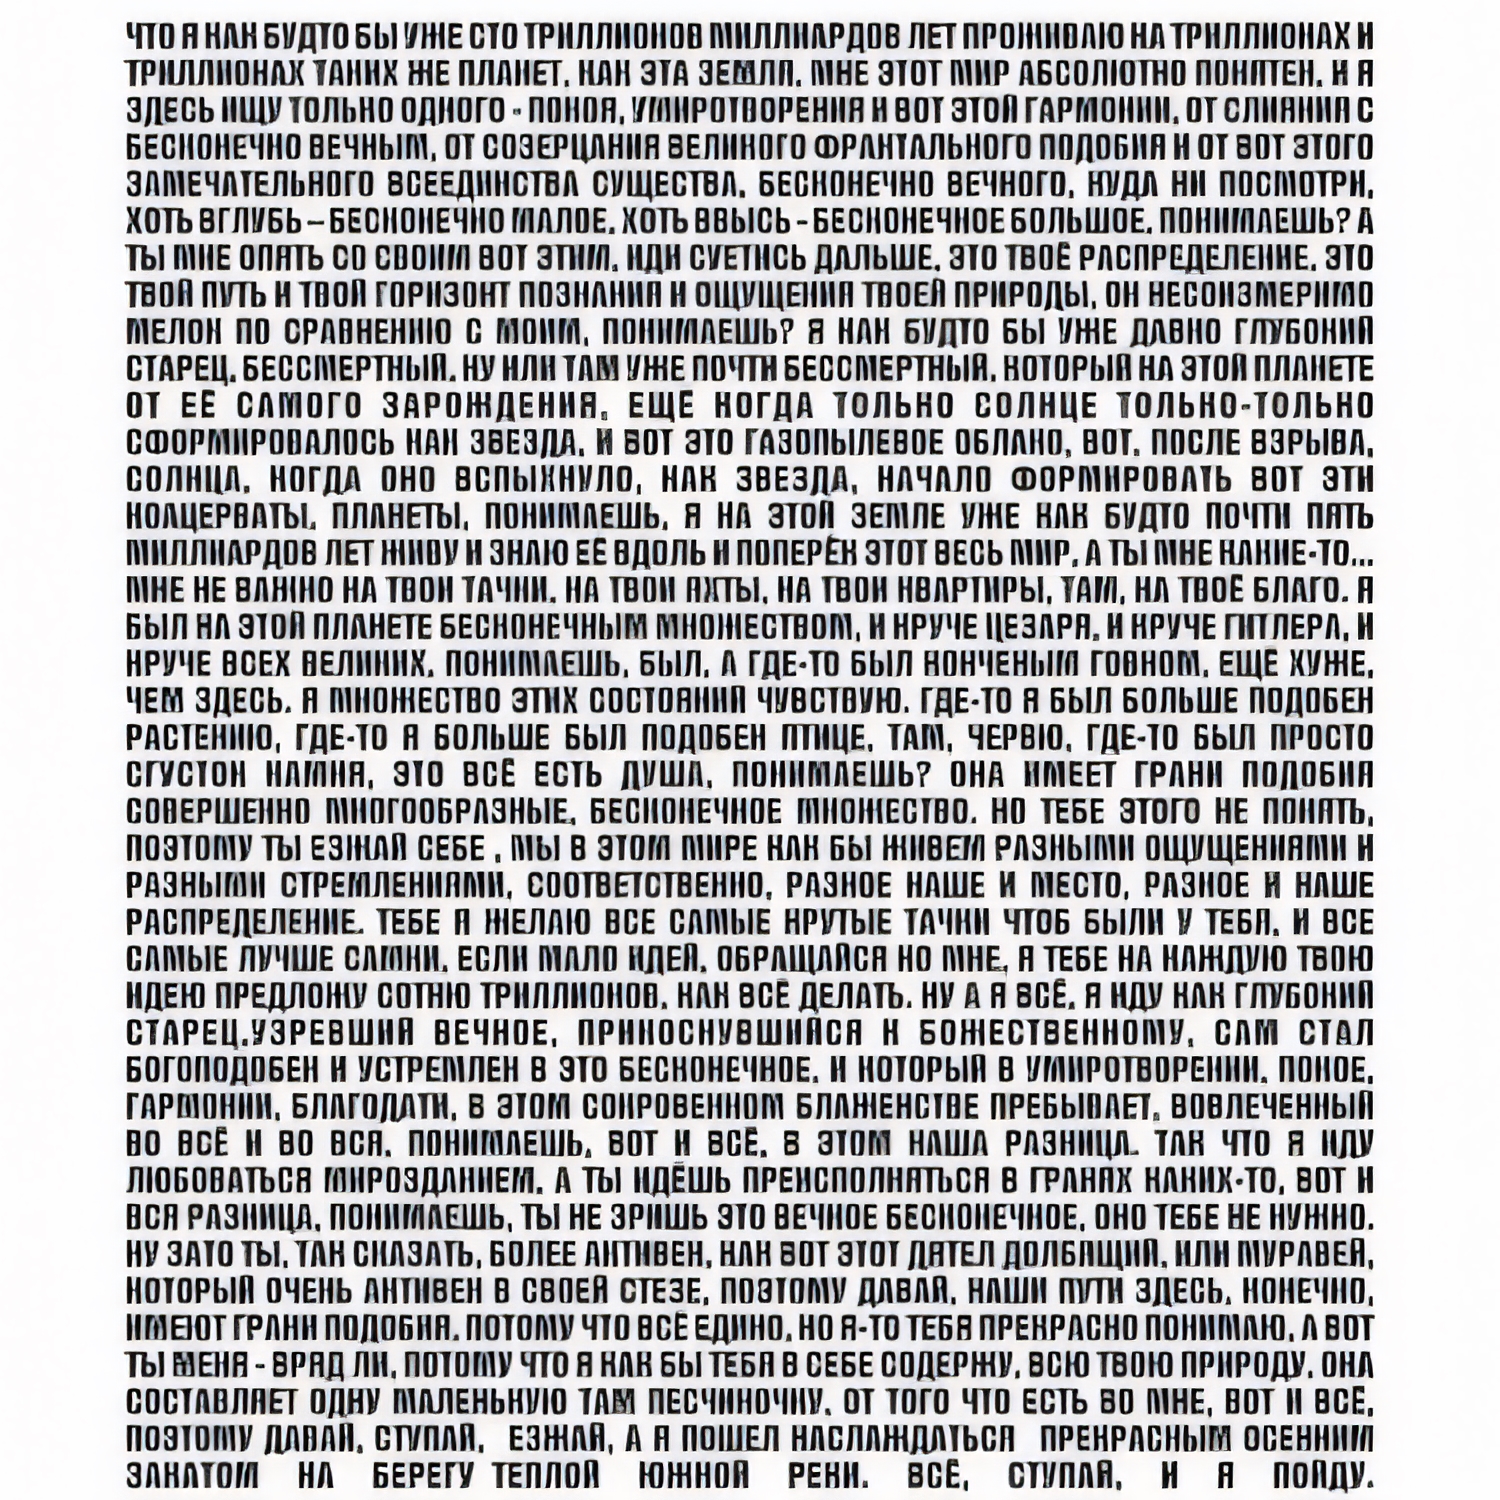 ЧТО Я КАК БУДТО БЫ УЖЕ СТО ТРИЛЛИОНОВ МИЛЛИАРДОВ ЛЕТ ПРОЖИВАЮ НА ТРИЛЛИОНАХ И
ТРИЛЛИОНАХ ТАКИХ ЖЕ ПЛАНЕТ, КАК ЭТА ЗЕМЛЯ, МНЕ ЭТОТ МИР АБСОЛЮТНО ПОНЯТЕН, И Я
ЗДЕСЬ ИЩУ ТОЛЬКО ОДНОГО - ПОКОЯ, УМИРОТВОРЕНИЯ И ВОТ ЭТОЙ ГАРМОНИИ, ОТ СЛИЯНИЯ С
БЕСКОНЕЧНО ВЕЧНЫМ, ОТ СОЗЕРЦАНИЯ ВЕЛИКОГО ФРАКТАЛЬНОГО ПОДОБИЯ И ОТ ВОТ ЭТОГО
ЗАМЕЧАТЕЛЬНОГО ВСЕЕДИНСТВА СУЩЕСТВА, БЕСКОНЕЧНО ВЕЧНОГО, КУДА НИ ПОСМОТРИ,
ХОТЬ ВГЛУБЬ – БЕСКОНЕЧНО МАЛОЕ, ХОТЬ ВВЫСЬ - БЕСКОНЕЧНОЕ БОЛЬШОЕ, ПОНИМАЕШЬ? А
ТЫ МНЕ ОПЯТЬ СО СВОИМ ВОТ ЭТИМ, ИДИ СУЕТИСЬ ДАЛЬШЕ, ЭТО ТВОЁ РАСПРЕДЕЛЕНИЕ, ЭТО
ТВОЙ ПУТЬ И ТВОЙ ГОРИЗОНТ ПОЗНАНИЯ И ОЩУЩЕНИЯ ТВОЕЙ ПРИРОДЫ, ОН НЕСОИЗМЕРИМО
МЕЛОК ПО СРАВНЕНИЮ С МОИМ, ПОНИМАЕШЬ? Я КАК БУДТО БЫ УЖЕ ДАВНО ГЛУБОКИЙ
СТАРЕЦ, БЕССМЕРТНЫЙ, НУ ИЛИ ТАМ УЖЕ ПОЧТИ БЕССМЕРТНЫЙ, КОТОРЫЙ НА ЭТОЙ ПЛАНЕТЕ
ОТ ЕЁ САМОГО ЗАРОЖДЕНИЯ, ЕЩЁ КОГДА ТОЛЬКО СОЛНЦЕ ТОЛЬКО-ТОЛЬКО
СФОРМИРОВАЛОСЬ КАК ЗВЕЗДА, И ВОТ ЭТО ГАЗОПЫЛЕВОЕ ОБЛАКО, ВОТ, ПОСЛЕ ВЗРЫВА,
СОЛНЦА, КОГДА ОНО ВСПЫХНУЛО, КАК ЗВЕЗДА, НАЧАЛО ФОРМИРОВАТЬ ВОТ ЭТИ
КОАЦЕРВАТЫ, ПЛАНЕТЫ, ПОНИМАЕШЬ, Я НА ЭТОЙ ЗЕМЛЕ УЖЕ КАК БУДТО ПОЧТИ ПЯТЬ
МИЛЛИАРДОВ ЛЕТ ЖИВУ И ЗНАЮ ЕЁ ВДОЛЬ И ПОПЕРЁК ЭТОТ ВЕСЬ МИР, А ТЫ МНЕ КАКИЕ-ТО...
МНЕ НЕ ВАЖНО НА ТВОИ ТАЧКИ, НА ТВОИ ЯХТЫ, НА ТВОИ КВАРТИРЫ, ТАМ, НА ТВОЁ БЛАГО. Я
БЫЛ НА ЭТОЙ ПЛАНЕТЕ БЕСКОНЕЧНЫМ МНОЖЕСТВОМ, И КРУЧЕ ЦЕЗАРЯ, И КРУЧЕ ГИТЛЕРА, И
КРУЧЕ ВСЕХ ВЕЛИКИХ, ПОНИМАЕШЬ, БЫЛ, А ГДЕ-ТО БЫЛ КОНЧЕНЫМ ГОВНОМ, ЕЩЁ ХУЖЕ,
ЧЕМ ЗДЕСЬ. Я МНОЖЕСТВО ЭТИХ СОСТОЯНИЙ ЧУВСТВУЮ. ГДЕ-ТО Я БЫЛ БОЛЬШЕ ПОДОБЕН
РАСТЕНИЮ, ГДЕ-ТО Я БОЛЬШЕ БЫЛ ПОДОБЕН ПТИЦЕ, ТАМ, ЧЕРВЮ, ГДЕ-ТО БЫЛ ПРОСТО
СГУСТОК КАМНЯ, ЭТО ВСЁ ЕСТЬ ДУША, ПОНИМАЕШЬ? ОНА ИМЕЕТ ГРАНИ ПОДОБИЯ
СОВЕРШЕННО МНОГООБРАЗНЫЕ, БЕСКОНЕЧНОЕ МНОЖЕСТВО. НО ТЕБЕ ЭТОГО НЕ ПОНЯТЬ,
ПОЭТОМУ ТЫ ЕЗЖАЙ СЕБЕ , МЫ В ЭТОМ МИРЕ КАК БЫ ЖИВЕМ РАЗНЫМИ ОЩУЩЕНИЯМИ И
РАЗНЫМИ СТРЕМЛЕНИЯМИ, СООТВЕТСТВЕННО, РАЗНОЕ НАШЕ И МЕСТО, РАЗНОЕ И НАШЕ
РАСПРЕДЕЛЕНИЕ. ТЕБЕ Я ЖЕЛАЮ ВСЕ САМЫЕ КРУТЫЕ ТАЧКИ ЧТОБ БЫЛИ У ТЕБЯ, И ВСЕ
САМЫЕ ЛУЧШЕ САМКИ, ЕСЛИ МАЛО ИДЕЙ, ОБРАЩАЙСЯ КО МНЕ, Я ТЕБЕ НА КАЖДУЮ ТВОЮ
ИДЕЮ ПРЕДЛОЖУ СОТНЮ ТРИЛЛИОНОВ, КАК ВСЁ ДЕЛАТЬ. НУ А Я ВСЁ, Я ИДУ КАК ГЛУБОКИЙ
СТАРЕЦ,УЗРЕВШИЙ ВЕЧНОЕ, ПРИКОСНУВШИЙСЯ К БОЖЕСТВЕННОМУ, САМ СТАЛ
БОГОПОДОБЕН И УСТРЕМЛЕН В ЭТО БЕСКОНЕЧНОЕ, И КОТОРЫЙ В УМИРОТВОРЕНИИ, ПОКОЕ,
ГАРМОНИИ, БЛАГОДАТИ, В ЭТОМ СОКРОВЕННОМ БЛАЖЕНСТВЕ ПРЕБЫВАЕТ, ВОВЛЕЧЕННЫЙ
ВО ВСЁ И ВО ВСЯ, ПОНИМАЕШЬ, ВОТ И ВСЁ, В ЭТОМ НАША РАЗНИЦА. ТАК ЧТО Я ИДУ
ЛЮБОВАТЬСЯ МИРОЗДАНИЕМ, А ТЫ ИДЁШЬ ПРЕИСПОЛНЯТЬСЯ В ГРАНЯХ КАКИХ-ТО, ВОТ И
ВСЯ РАЗНИЦА, ПОНИМАЕШЬ, ТЫ НЕ ЗРИШЬ ЭТО ВЕЧНОЕ БЕСКОНЕЧНОЕ, ОНО ТЕБЕ НЕ НУЖНО.
НУ ЗАТО ТЫ, ТАК СКАЗАТЬ, БОЛЕЕ АКТИВЕН, КАК ВОТ ЭТОТ ДЯТЕЛ ДОЛБЯЩИЙ, ИЛИ МУРАВЕЙ,
КОТОРЫЙ ОЧЕНЬ АКТИВЕН В СВОЕЙ СТЕЗЕ, ПОЭТОМУ ДАВАЙ, НАШИ ПУТИ ЗДЕСЬ, КОНЕЧНО,
ИМЕЮТ ГРАНИ ПОДОБИЯ, ПОТОМУ ЧТО ВСЁ ЕДИНО, НО Я-ТО ТЕБЯ ПРЕКРАСНО ПОНИМАЮ, А ВОТ
ТЫ МЕНЯ - ВРЯД ЛИ, ПОТОМУ ЧТО Я КАК БЫ ТЕБЯ В СЕБЕ СОДЕРЖУ, ВСЮ ТВОЮ ПРИРОДУ, ОНА
СОСТАВЛЯЕТ ОДНУ МАЛЕНЬКУЮ ТАМ ПЕСЧИНОЧКУ, ОТ ТОГО ЧТО ЕСТЬ ВО МНЕ, ВОТ И ВСЁ,
ПОЭТОМУ ДАВАЙ, СТУПАЙ, ЕЗЖАЙ, А Я ПОШЕЛ НАСЛАЖДАТЬСЯ ПРЕКРАСНЫМ ОСЕННИМ
ЗАКАТОМ НА БЕРЕГУ ТЕПЛОЙ ЮЖНОЙ РЕКИ. ВСЁ, СТУПАЙ, И Я ПОЙДУ.